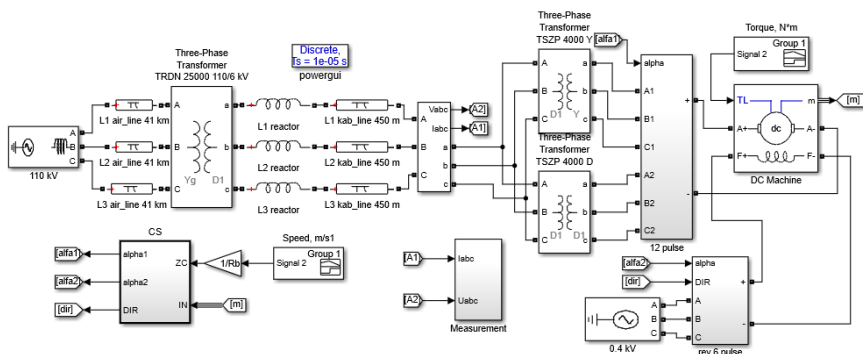 Three-Phase
Transformer
TRDN 25000 110/6 kV
Discrete,
Ts = 1e-05 s
powergui
Three-Phase
Transformer
TSZP 4000 Y
[alfa1]
Torque, N*m
Group 1
Signal 2
[m]
110 kV
A
B
C
L1 air_line 41 km
L2 air_line 41 km
L3 air_line 41 km
A
B
C
Yg
D1
a
b
c
L1 reactor
L2 reactor
L3 reactor
L1 kab_line 450 m
L2 kab_line 450 m
L3 kab_line 450 m
A
B
C
Vabc
Iabc
a
b
c
[A2]
[A1]
A
B
C
D1
Y
a
b
c
Three-Phase
Transformer
TSZP 4000 D
A
B
C
D1
D1
a
b
c
alpha
A1
B1
C1
A2
B2
C2
+
-
12 pulse
TL
m
A+
dc
A-
F+
F-
DC Machine
CS
[alfa1]
[alfa2]
[dir]
alpha1
alpha2
DIR
ZC
IN
1/Rb
[m]
Speed, m/s1
Group 1
Signal 2
[A1]
[A2]
Iabc
Uabc
Measurement
[alfa2]
[dir]
0.4 kV
A
B
C
alpha
DIR
A
B
C
+
-
rev 6 pulse